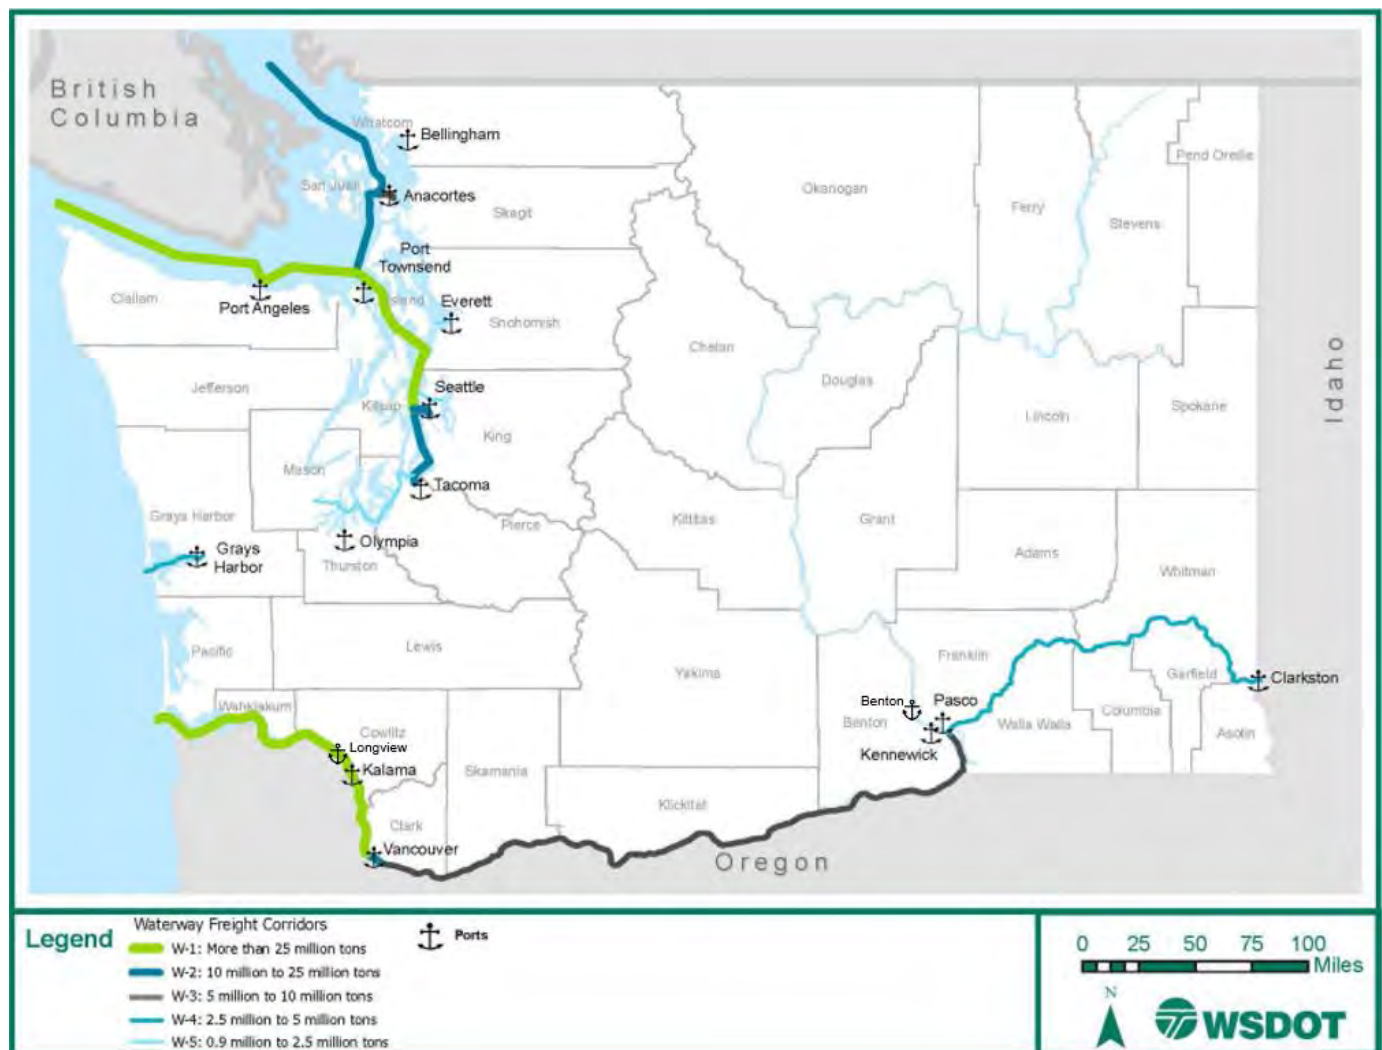 British
Columbia
Whatcom
Bellingham
Pend Oreille
San Juan
Anacortes
Okanogan
Skagit
Ferry
Stevens
Port
Townsend
Clallam
Port Angeles
Island
Everett
Snohomish
Chelan
Douglas
Idaho
Jefferson
Seattle
Kitsap
Lincoln
Spokane
King
Mason
Tacoma
Grays Harbor
Pierce
Kittitas
Grant
Olympia
Adams
Grays
Harbor
Thurston
Whitman
Pacific
Lewis
Yakima
Franklin
Garfield
Clarkston
Wahkiakum
Benton
Pasco
Columbia
Cowlitz
Benton
Walla Walla
Asotin
Longview
Kennewick
Kalama
Skamania
Klickitat
Clark
Vancouver
Oregon
Legend
Waterway Freight Corridors
W-1: More than 25 million tons
W-2: 10 million to 25 million tons
W-3: 5 million to 10 million tons
W-4: 2.5 million to 5 million tons
W-5: 0.9 million to 2.5 million tons
Ports
0 25 50 75 100
Miles
N
WSDOT